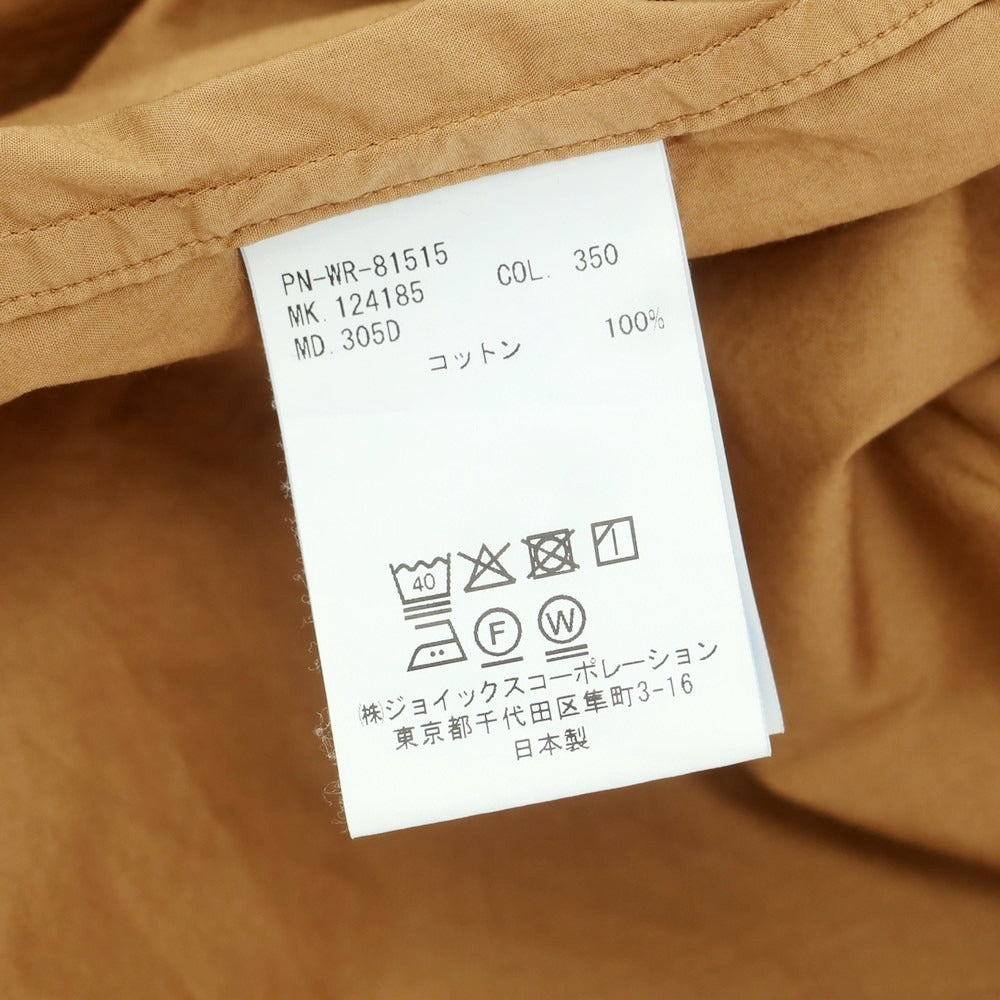 PN-WR-81515 COL. 350
MK. 124185
MD. 305D
コットン 100%
40
F W
㈱ジョイックスコーポレーション
東京都千代田区隼町3-16
日本製